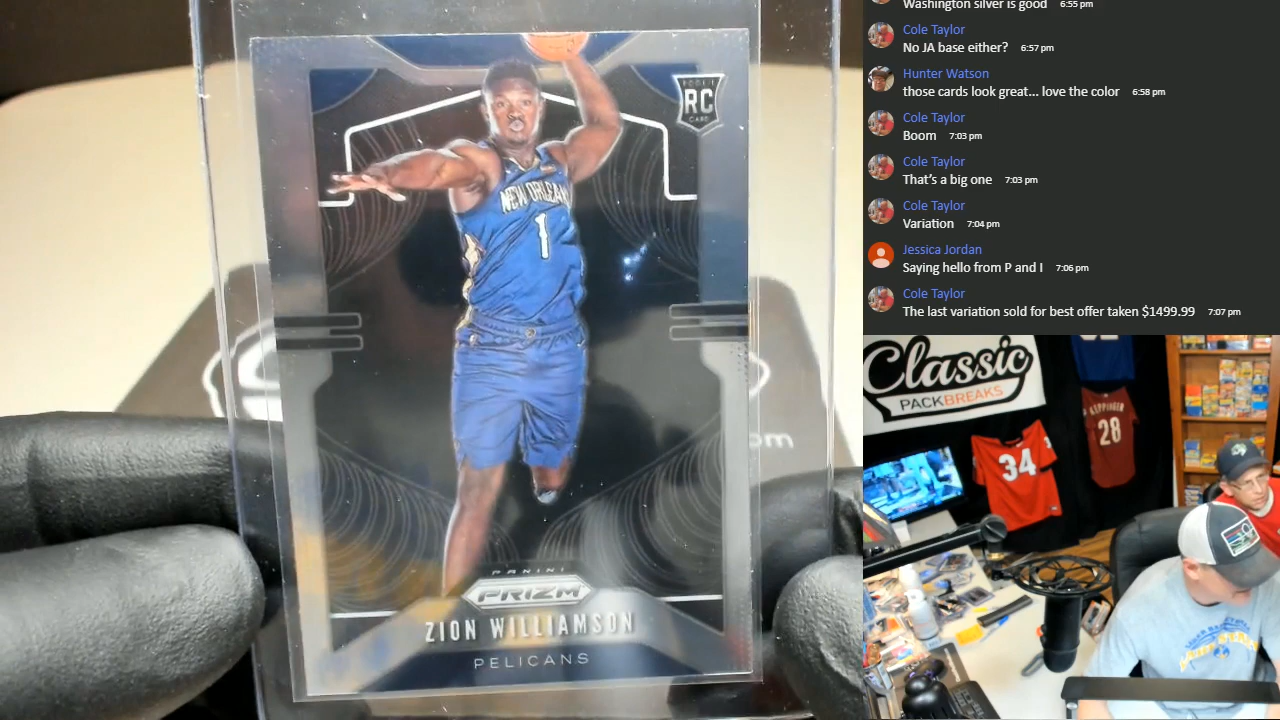 ROOKIE
RC
CARD
NEW ORLEAN
1
PANINI
PRIZM
ZION WILLIAMSON
PELICANS
om
Washington silver is good 6:55 pm
Cole Taylor
No JA base either? 6:57 pm
Hunter Watson
those cards look great... love the color 6:58 pm
Cole Taylor
Boom 7:03 pm
Cole Taylor
That's a big one 7:03 pm
Cole Taylor
Variation 7:04 pm
Jessica Jordan
Saying hello from P and I 7:06 pm
Cole Taylor
The last variation sold for best offer taken $1499.99 7:07 pm
Classic
PACKBREAKS
34
KEPPINGER
28